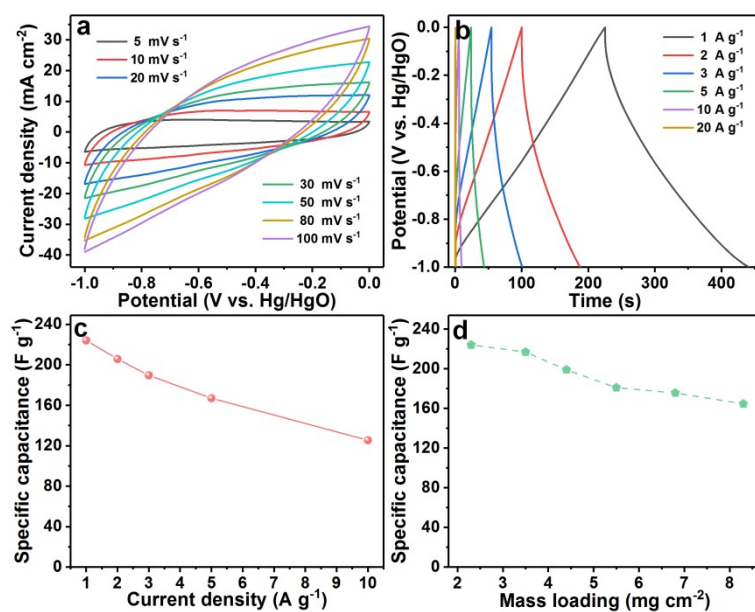 a
5 mV s⁻¹
10 mV s⁻¹
20 mV s⁻¹
30 mV s⁻¹
50 mV s⁻¹
80 mV s⁻¹
100 mV s⁻¹
Current density (mA cm⁻²)
30
20
10
0
-10
-20
-30
-40
-1.0 -0.8 -0.6 -0.4 -0.2 0.0
Potential (V vs. Hg/HgO)
b
1 A g⁻¹
2 A g⁻¹
3 A g⁻¹
5 A g⁻¹
10 A g⁻¹
20 A g⁻¹
Potential (V vs. Hg/HgO)
0.0
-0.2
-0.4
-0.6
-0.8
-1.0
0 100 200 300 400
Time (s)
c
Specific capacitance (F g⁻¹)
240
200
160
120
80
40
0
1 2 3 4 5 6 7 8 9 10
Current density (A g⁻¹)
d
Specific capacitance (F g⁻¹)
240
200
160
120
80
40
0
2 3 4 5 6 7 8
Mass loading (mg cm⁻²)